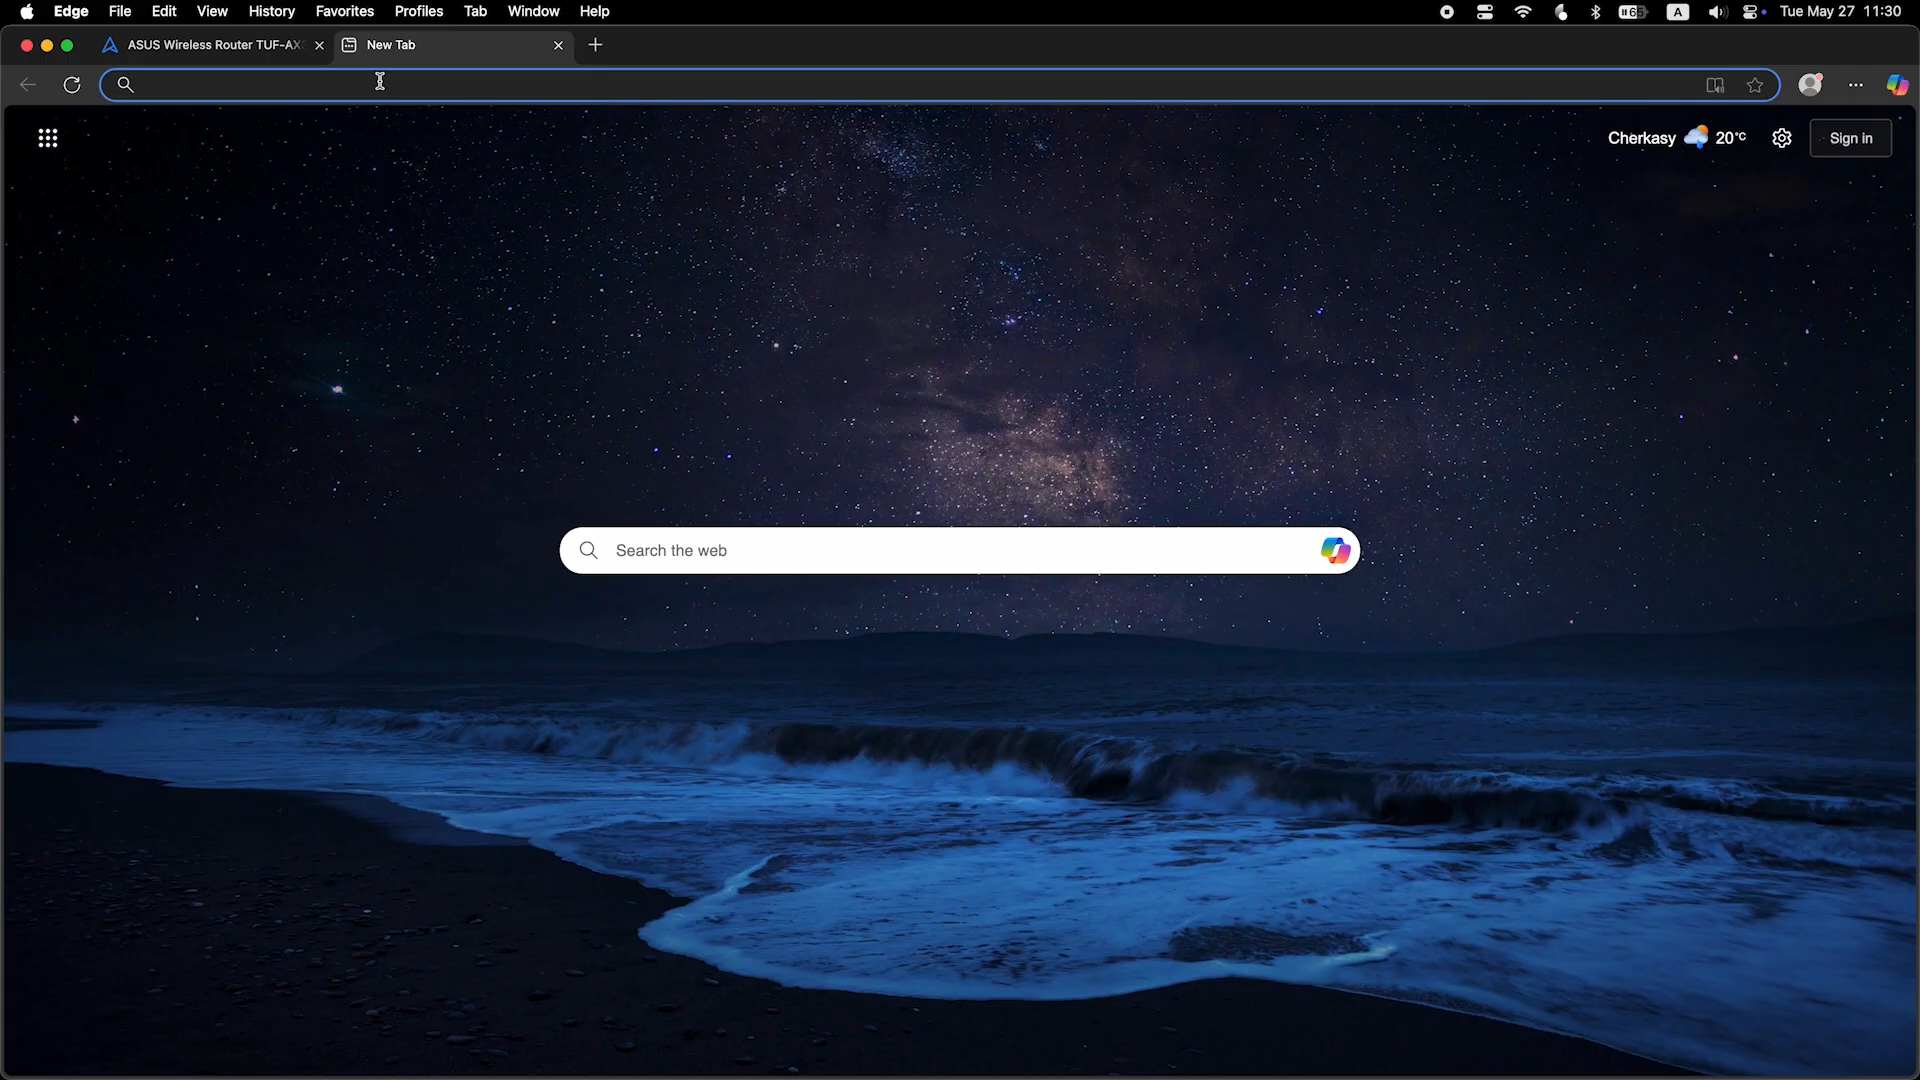 Edge File Edit View History Favorites Profiles Tab Window Help 65 A Tue May 27 11:30
ASUS Wireless Router TUF-AX New Tab
Cherkasy 20°C Sign in
Search the web